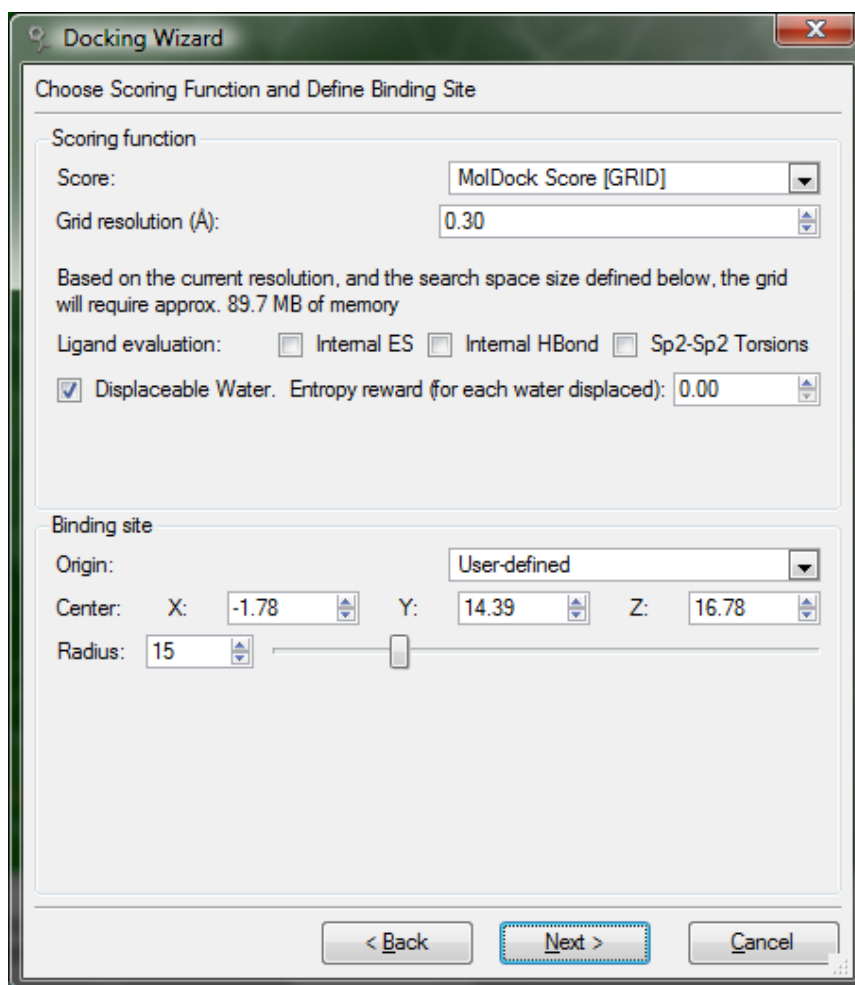 Docking Wizard
Choose Scoring Function and Define Binding Site
Scoring function
Score: MolDock Score [GRID]
Grid resolution (Å): 0.30
Based on the current resolution, and the search space size defined below, the grid
will require approx. 89.7 MB of memory
Ligand evaluation: Internal ES Internal HBond Sp2-Sp2 Torsions
Displaceable Water. Entropy reward (for each water displaced): 0.00
Binding site
Origin: User-defined
Center: X: -1.78 Y: 14.39 Z: 16.78
Radius: 15
< Back Next > Cancel